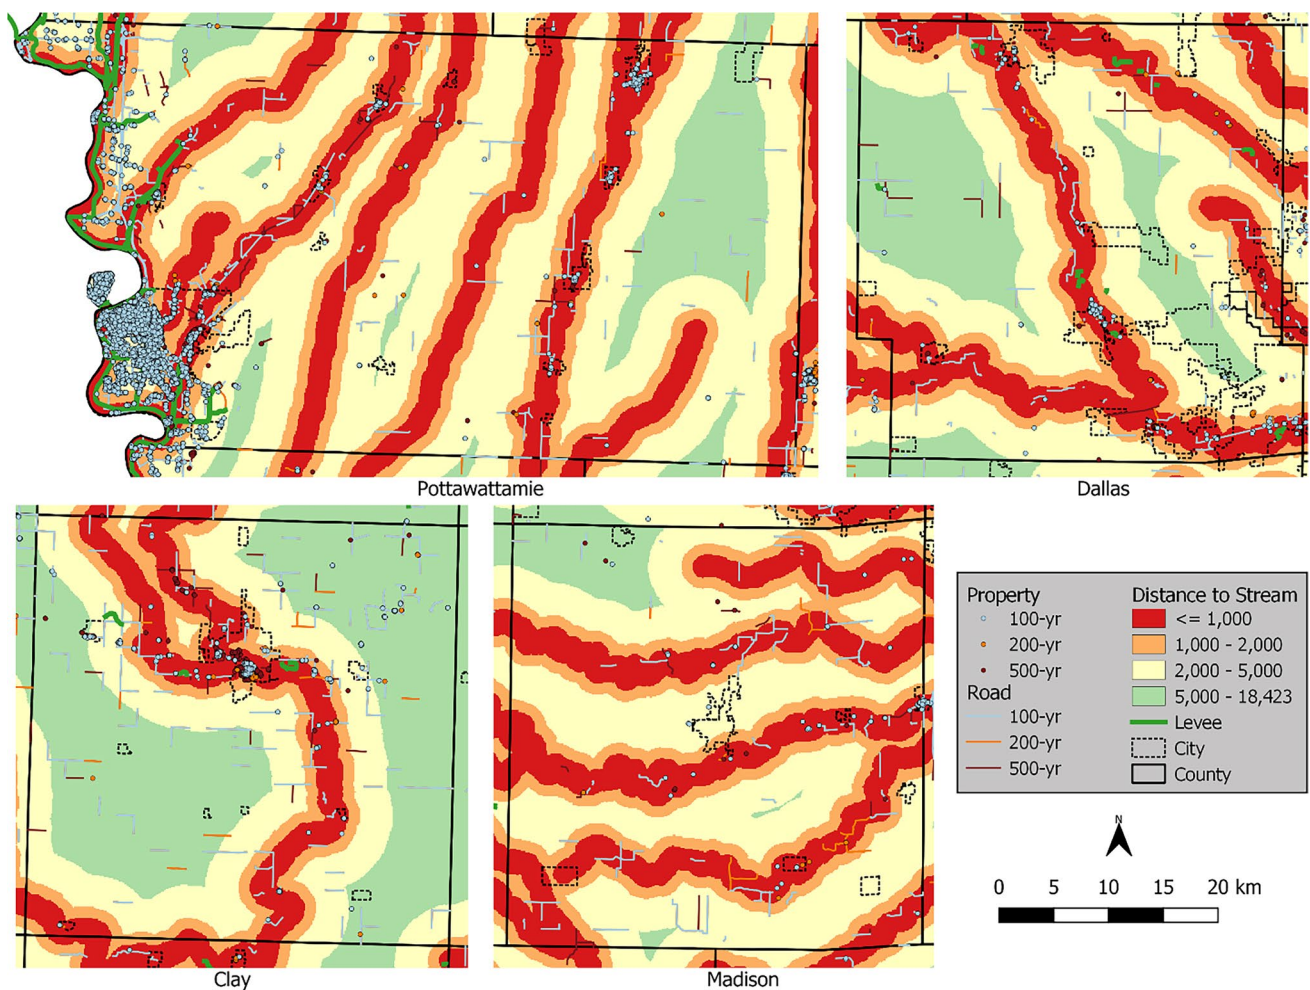 Pottawattamie
Dallas
Clay
Madison
Property
100-yr
200-yr
500-yr
Road
100-yr
200-yr
500-yr
Distance to Stream
<= 1,000
1,000 - 2,000
2,000 - 5,000
5,000 - 18,423
Levee
City
County
N
0 5 10 15 20 km